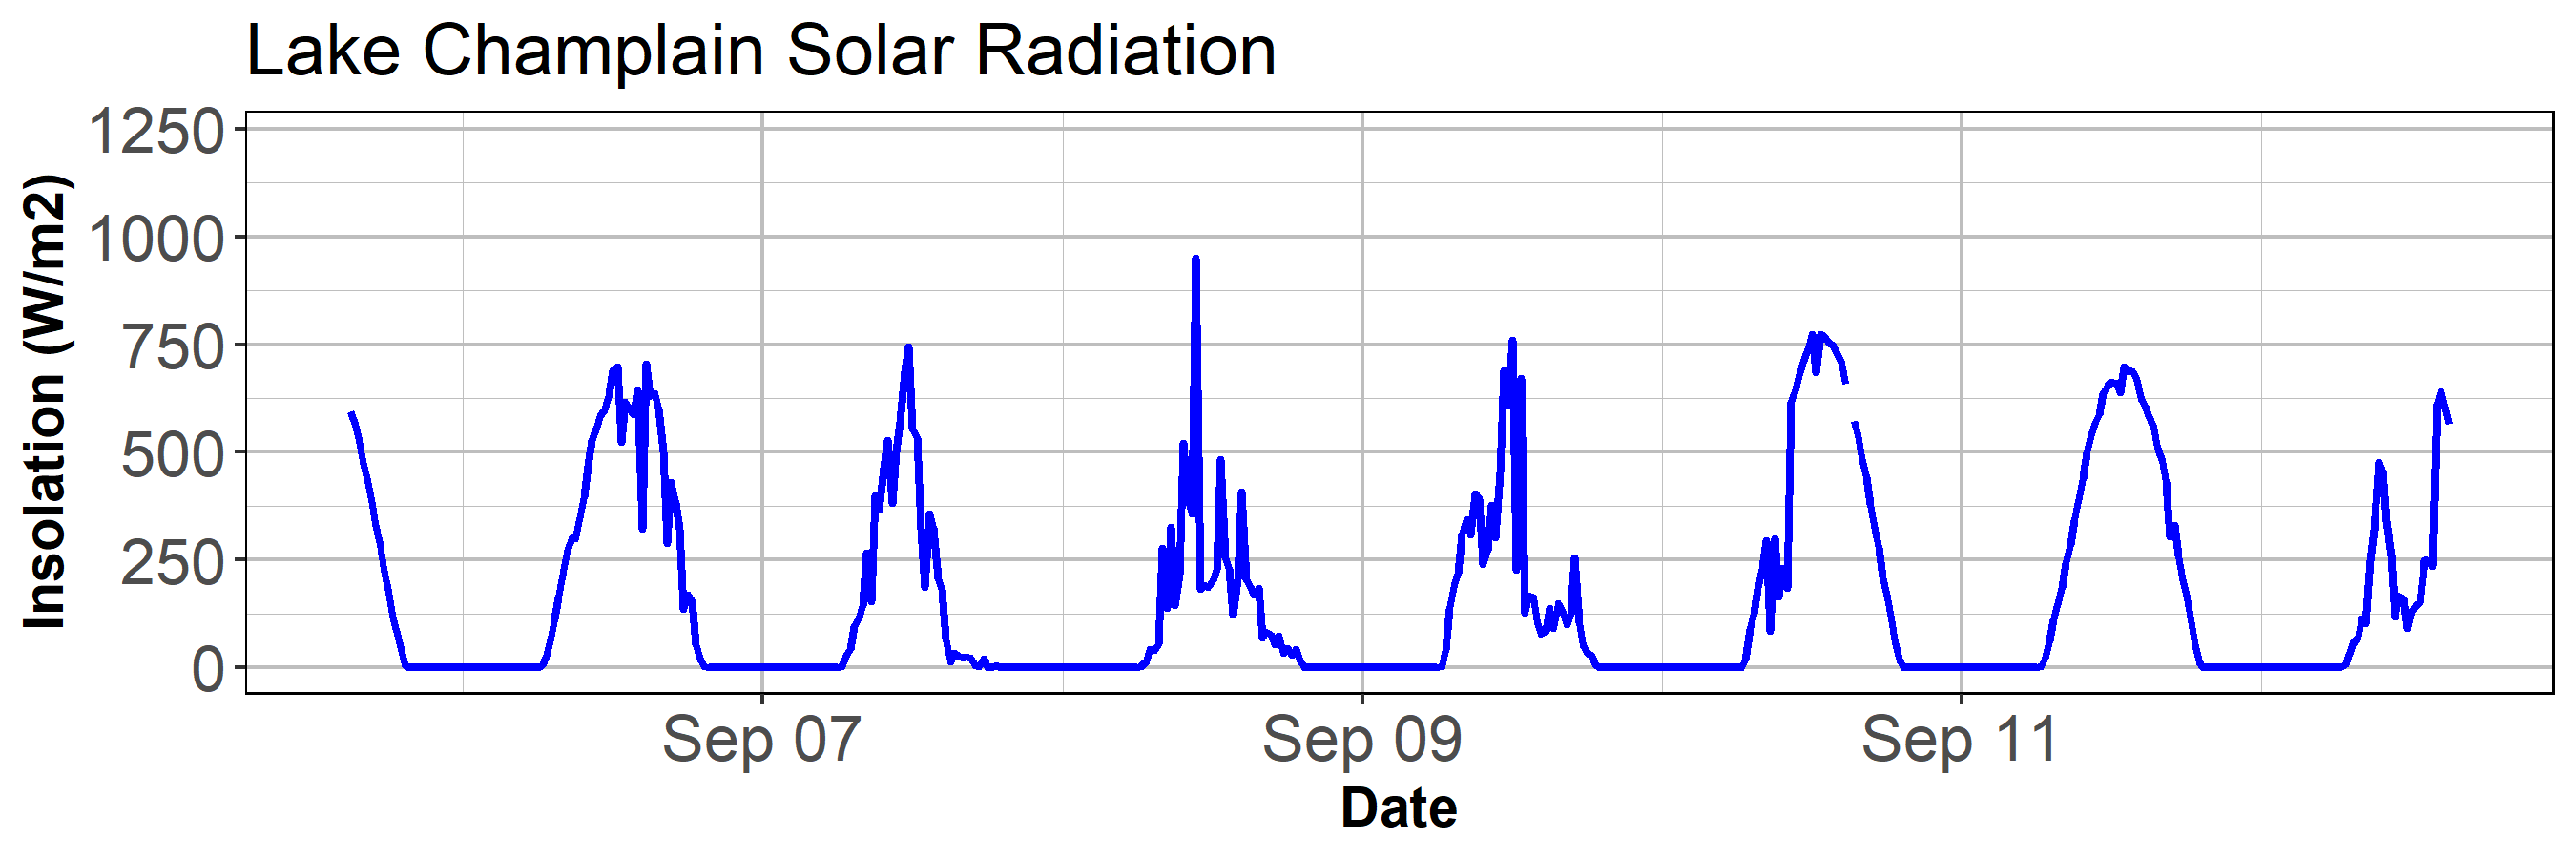 Lake Champlain Solar Radiation
1250
1000
750
500
250
0
Insolation (W/m2)
Sep 07
Sep 09
Sep 11
Date